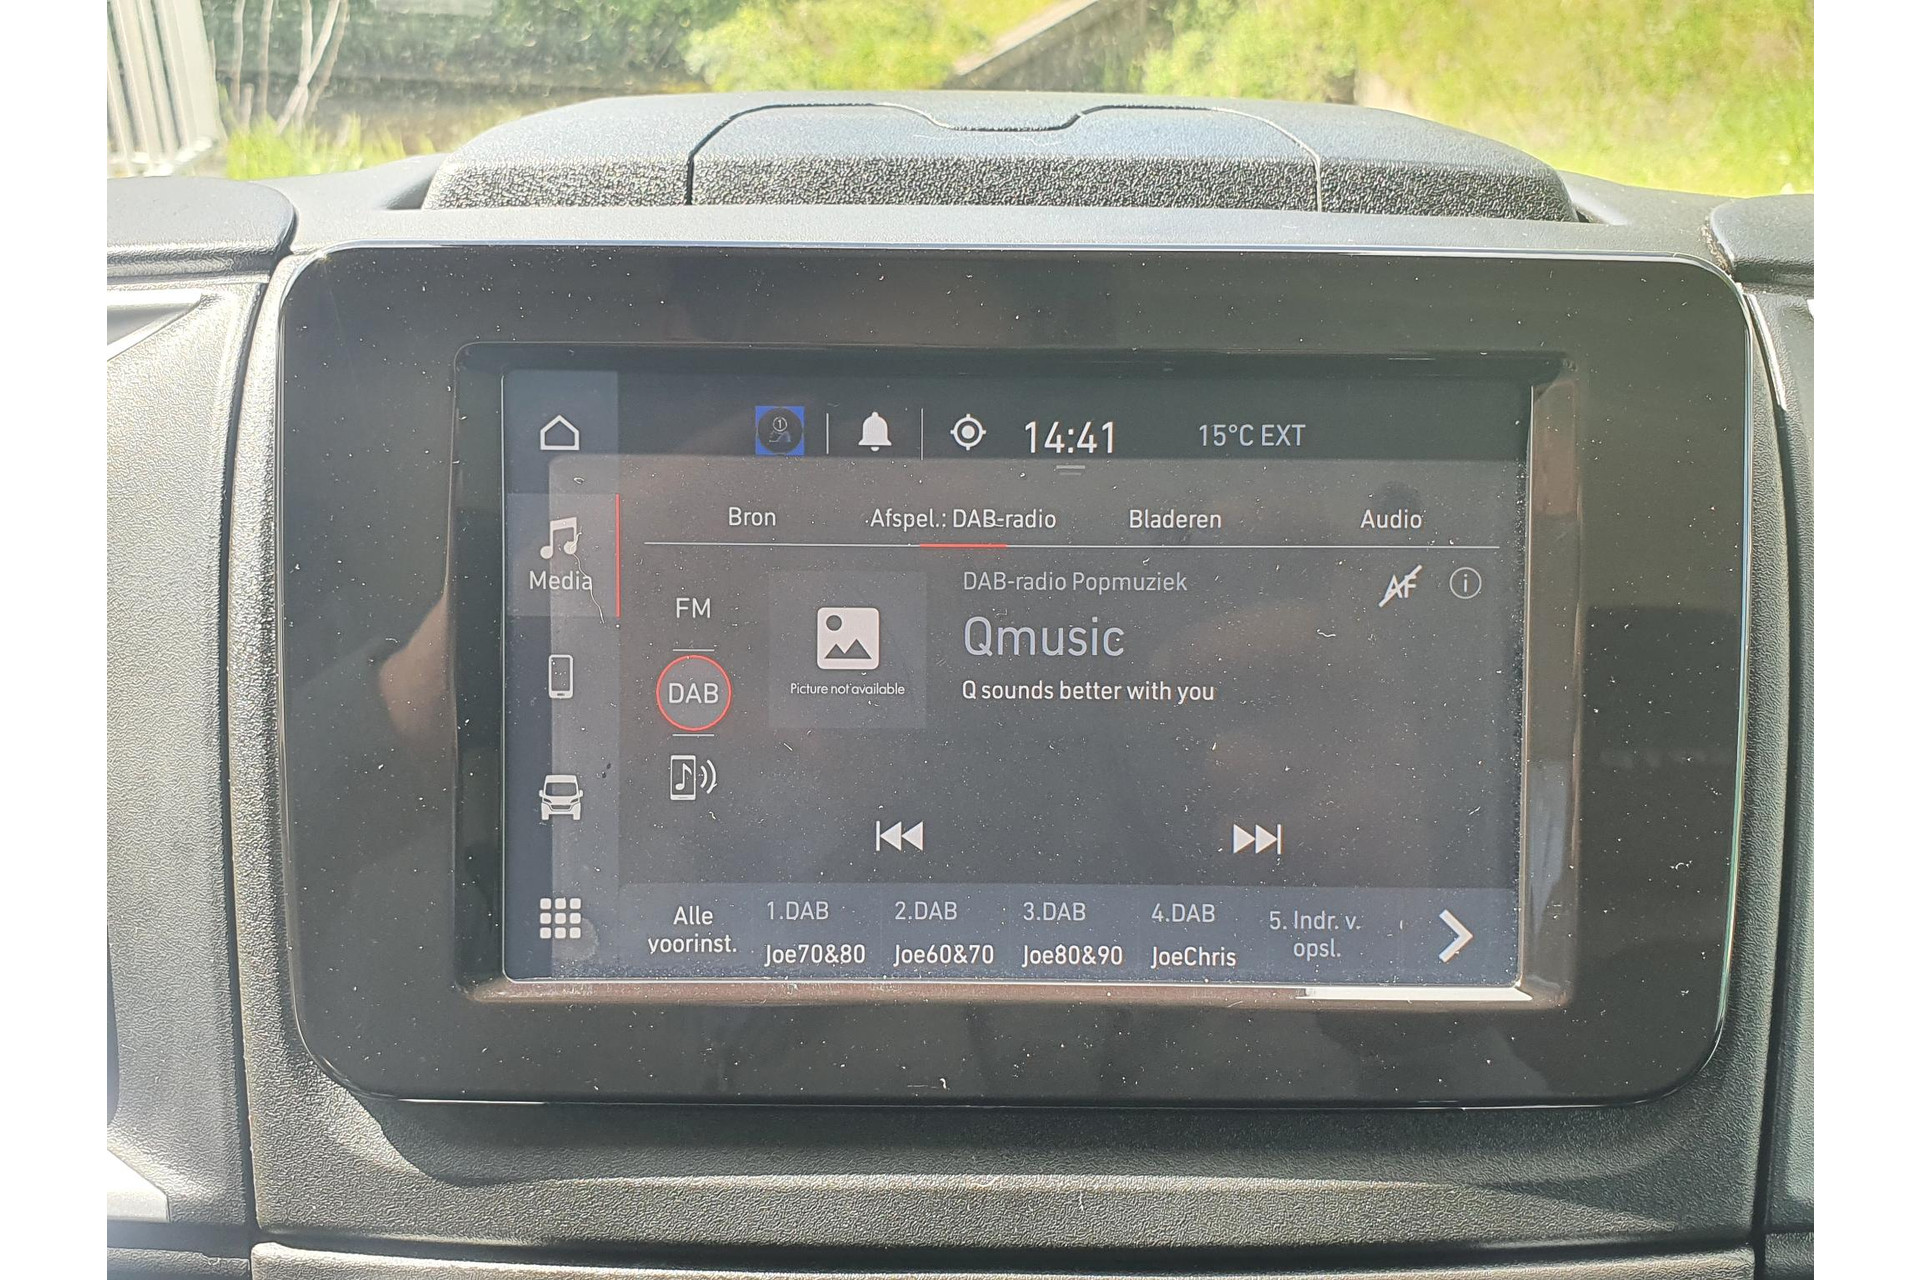 14:41
15°C EXT
Bron
Afspel.: DAB-radio
Bladeren
Audio
Media
FM
DAB
Picture not available
DAB-radio Popmuziek
Qmusic
Q sounds better with you
AF
Alle
voorinst.
1.DAB
Joe70&80
2.DAB
Joe60&70
3.DAB
Joe80&90
4.DAB
JoeChris
5. Indr. v.
opsl.